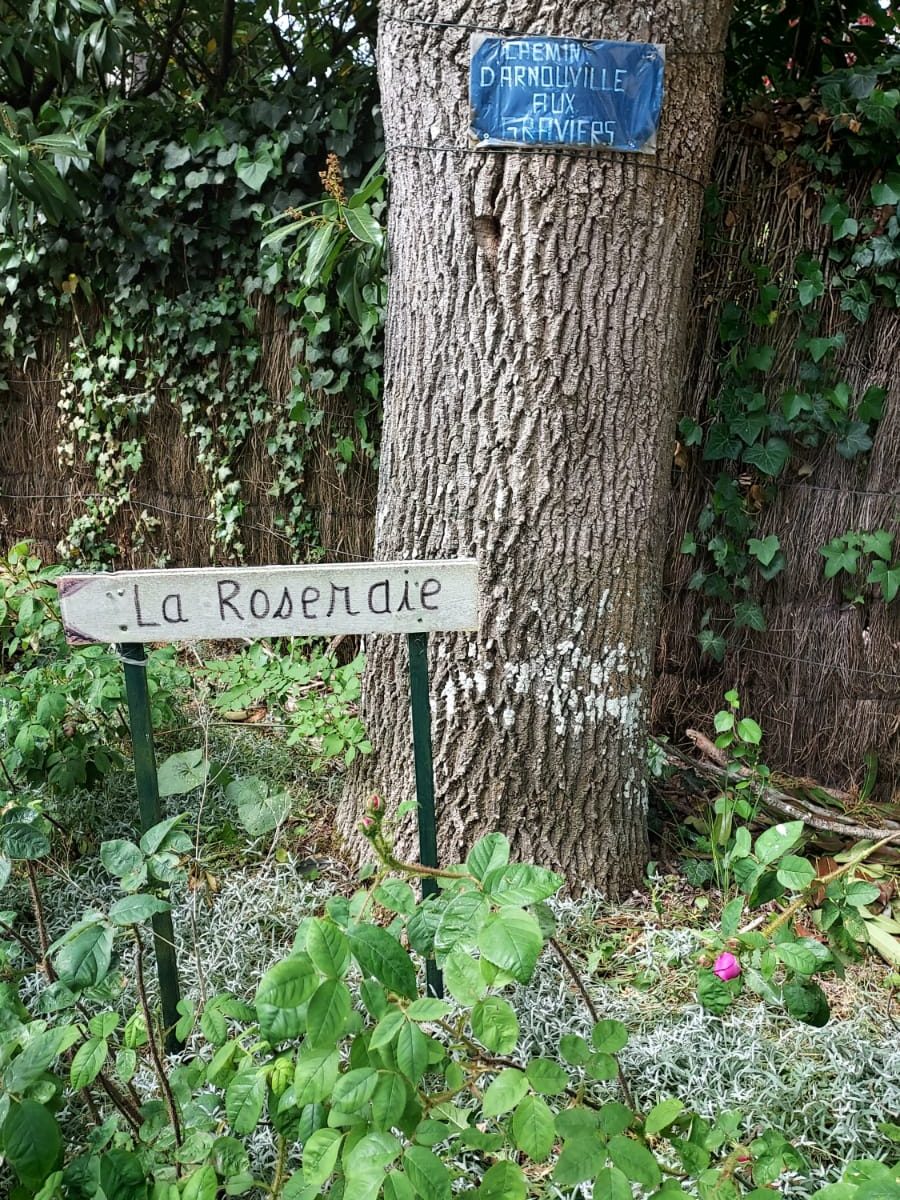 CHEMIN
D'ARNOUVILLE
AUX
GRAVIERS
La Roseraie